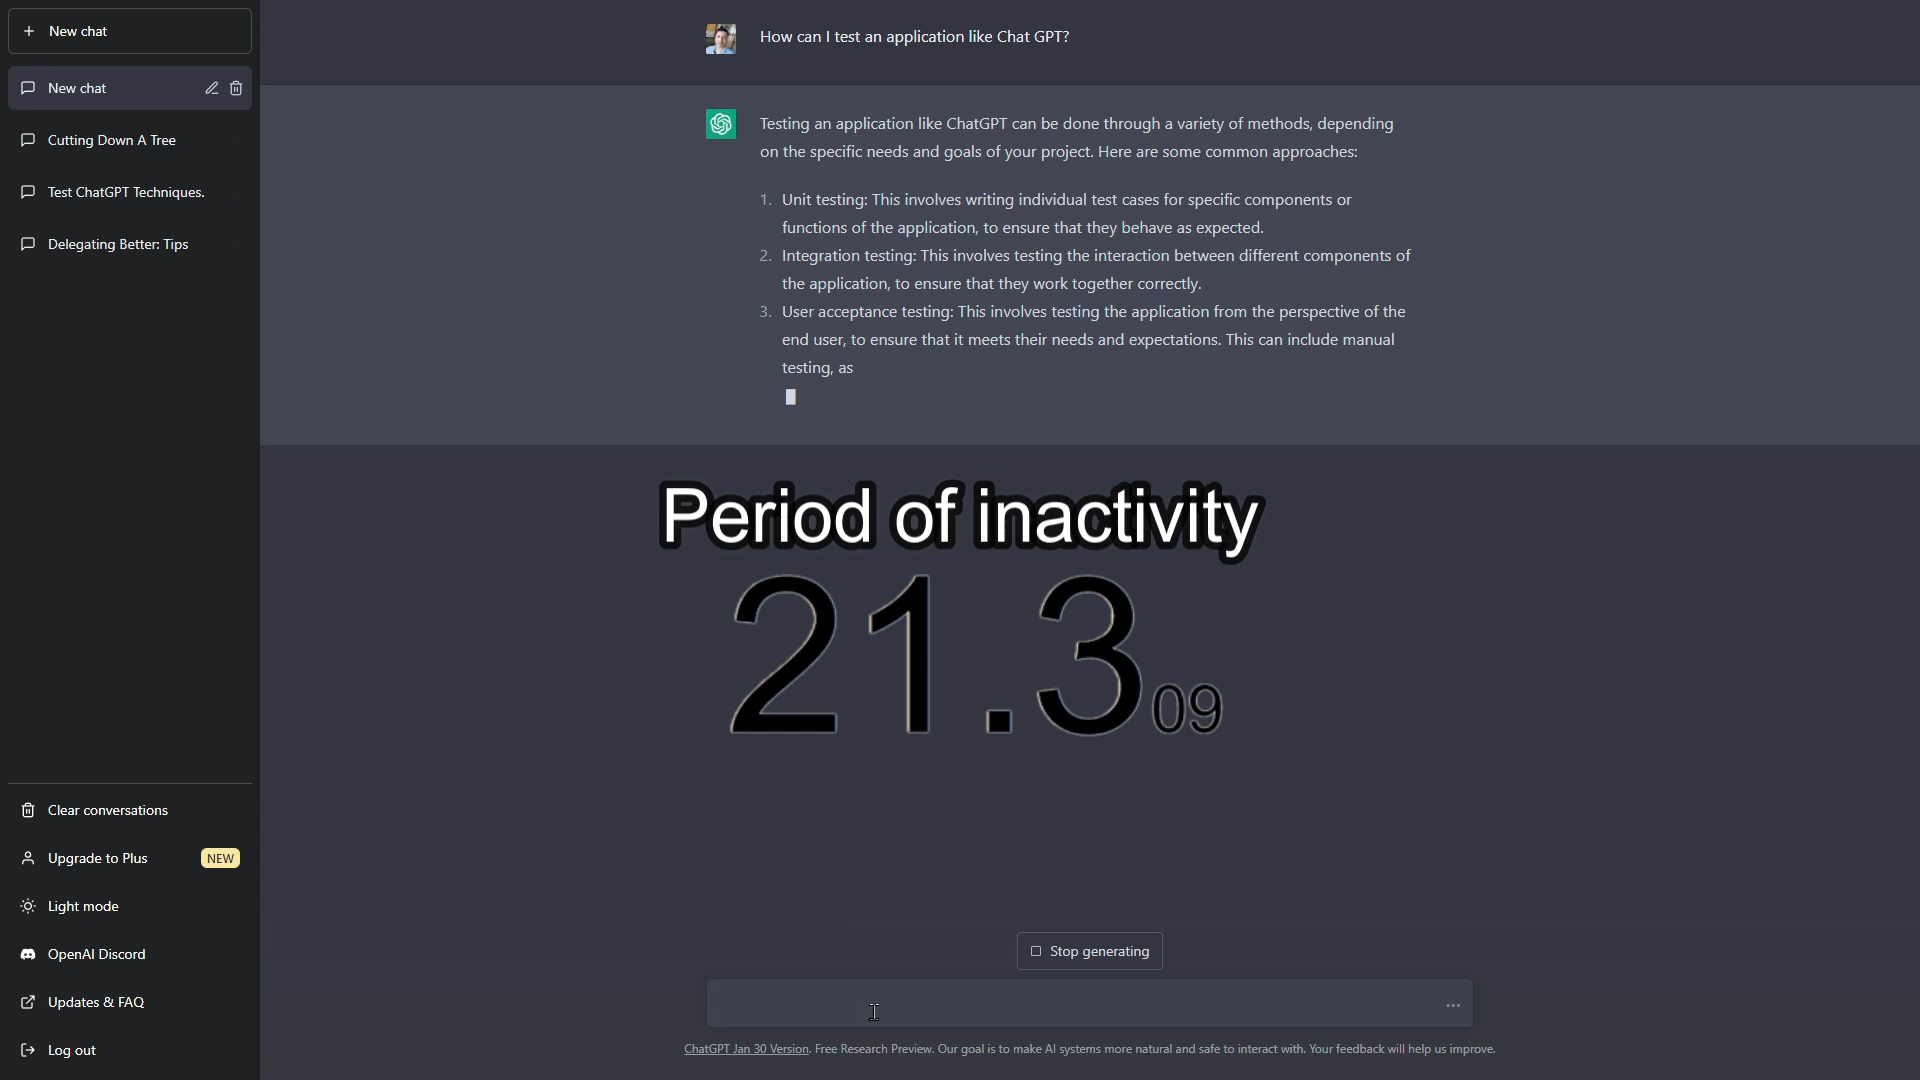 New chat
New chat
Cutting Down A Tree
Test ChatGPT Techniques.
Delegating Better: Tips
Clear conversations
Upgrade to Plus NEW
Light mode
OpenAI Discord
Updates & FAQ
Log out
How can I test an application like Chat GPT?
Testing an application like ChatGPT can be done through a variety of methods, depending
on the specific needs and goals of your project. Here are some common approaches:
1. Unit testing: This involves writing individual test cases for specific components or
functions of the application, to ensure that they behave as expected.
2. Integration testing: This involves testing the interaction between different components of
the application, to ensure that they work together correctly.
3. User acceptance testing: This involves testing the application from the perspective of the
end user, to ensure that it meets their needs and expectations. This can include manual
testing, as
Period of inactivity
21.309
Stop generating
ChatGPT Jan 30 Version. Free Research Preview. Our goal is to make AI systems more natural and safe to interact with. Your feedback will help us improve.